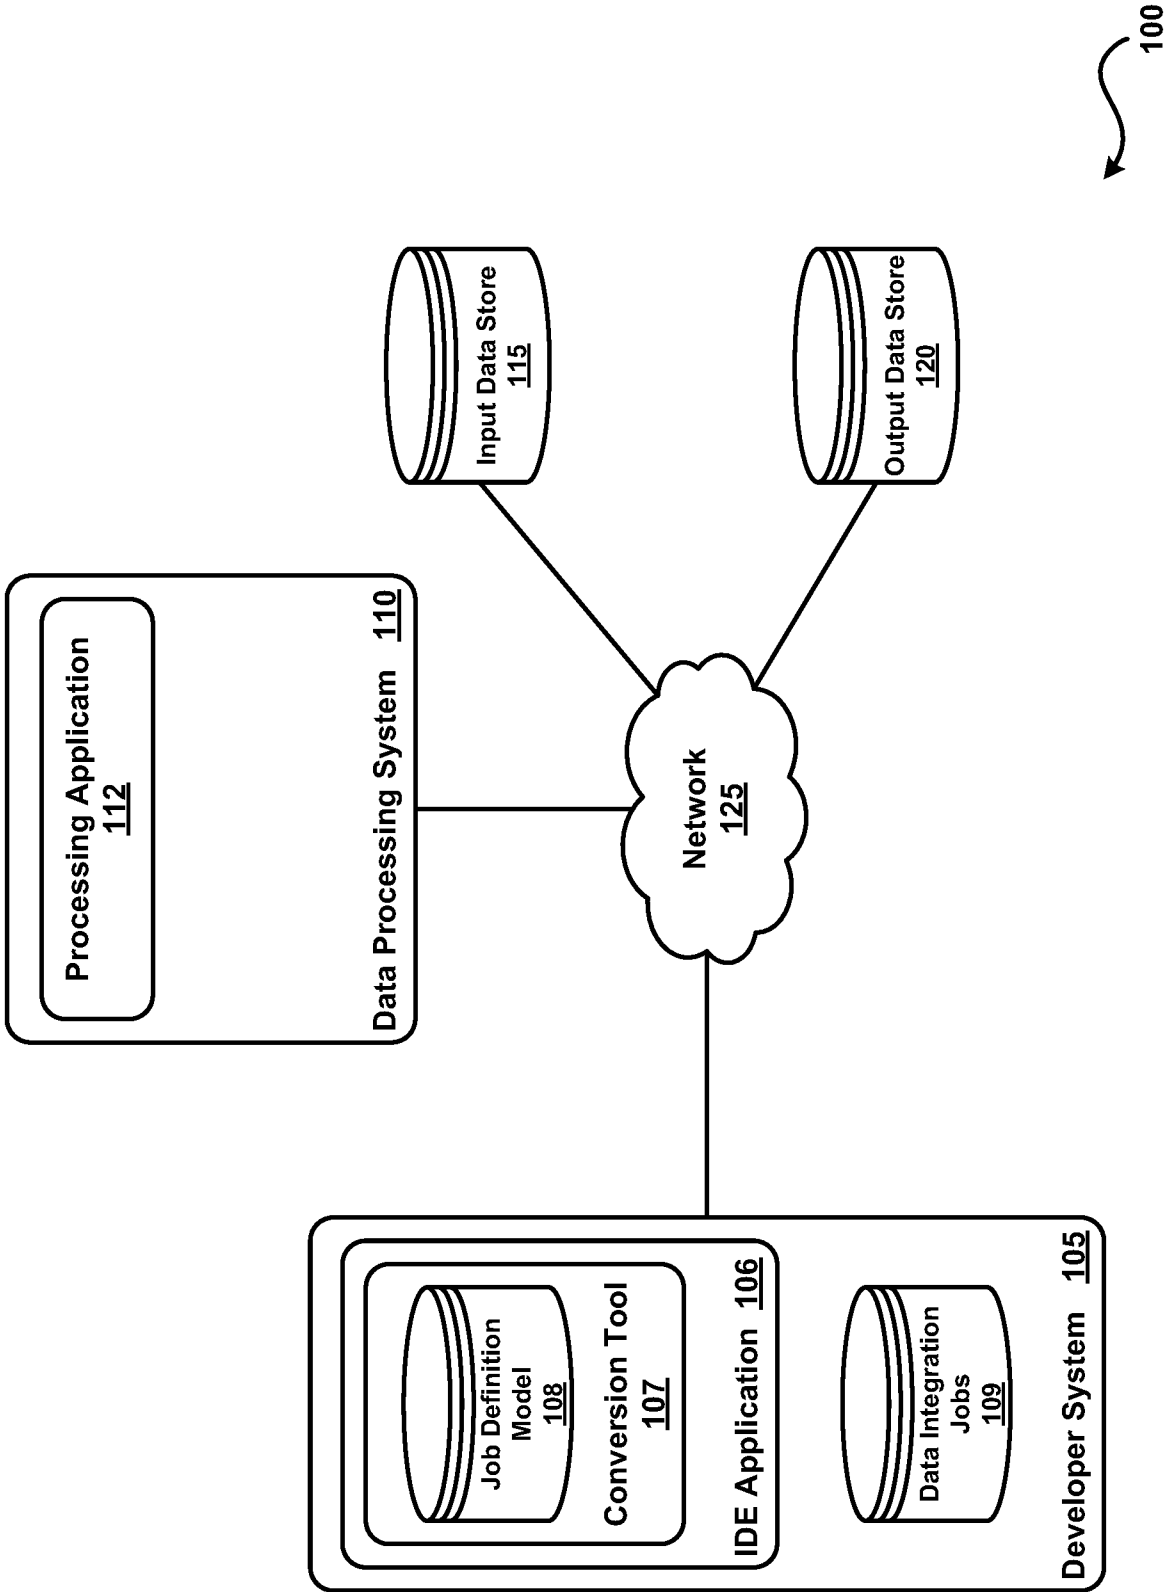 Job Definition
Model
108
Conversion Tool
107
IDE Application 106
Data Integration
Jobs
109
Developer System 105
Processing Application
112
Data Processing System 110
Network
125
Input Data Store
115
Output Data Store
120
100